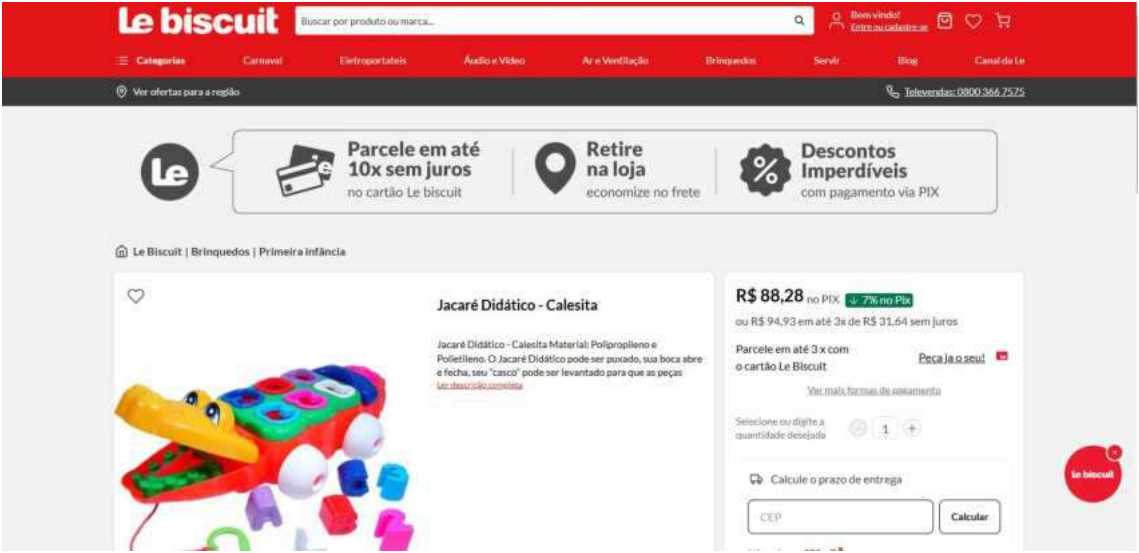 Le biscuit
Buscar por produto ou marca...
Bem vindo!
Entre ou cadastre-se
Categorias
Carnaval
Eletroportateis
Áudio e Vídeo
Ar e Ventilação
Brinquedos
Servir
Blog
Canal da Le
Ver ofertas para a região
Televendas: 0800 366 7575
Le
Parcele em até
10x sem juros
no cartão Le biscuit
Retire
na loja
economize no frete
Descontos
Imperdíveis
com pagamento via PIX
Le Biscuit | Brinquedos | Primeira infância
Jacaré Didático - Calesita
Jacaré Didático - Calesita Material: Polipropileno e
Polietileno. O Jacaré Didático pode ser puxado, sua boca abre
e fecha, seu "casco" pode ser levantado para que as peças
Ler descrição completa
R$ 88,28 no PIX 7% no Pix
ou R$ 94,93 em até 3x de R$ 31,64 sem juros
Parcele em até 3 x com
o cartão Le Biscuit
Peça ja o seu!
Ver mais formas de pagamento
Selecione ou digite a
quantidade desejada
1
Calcule o prazo de entrega
CEP
Calcular
le biscuit